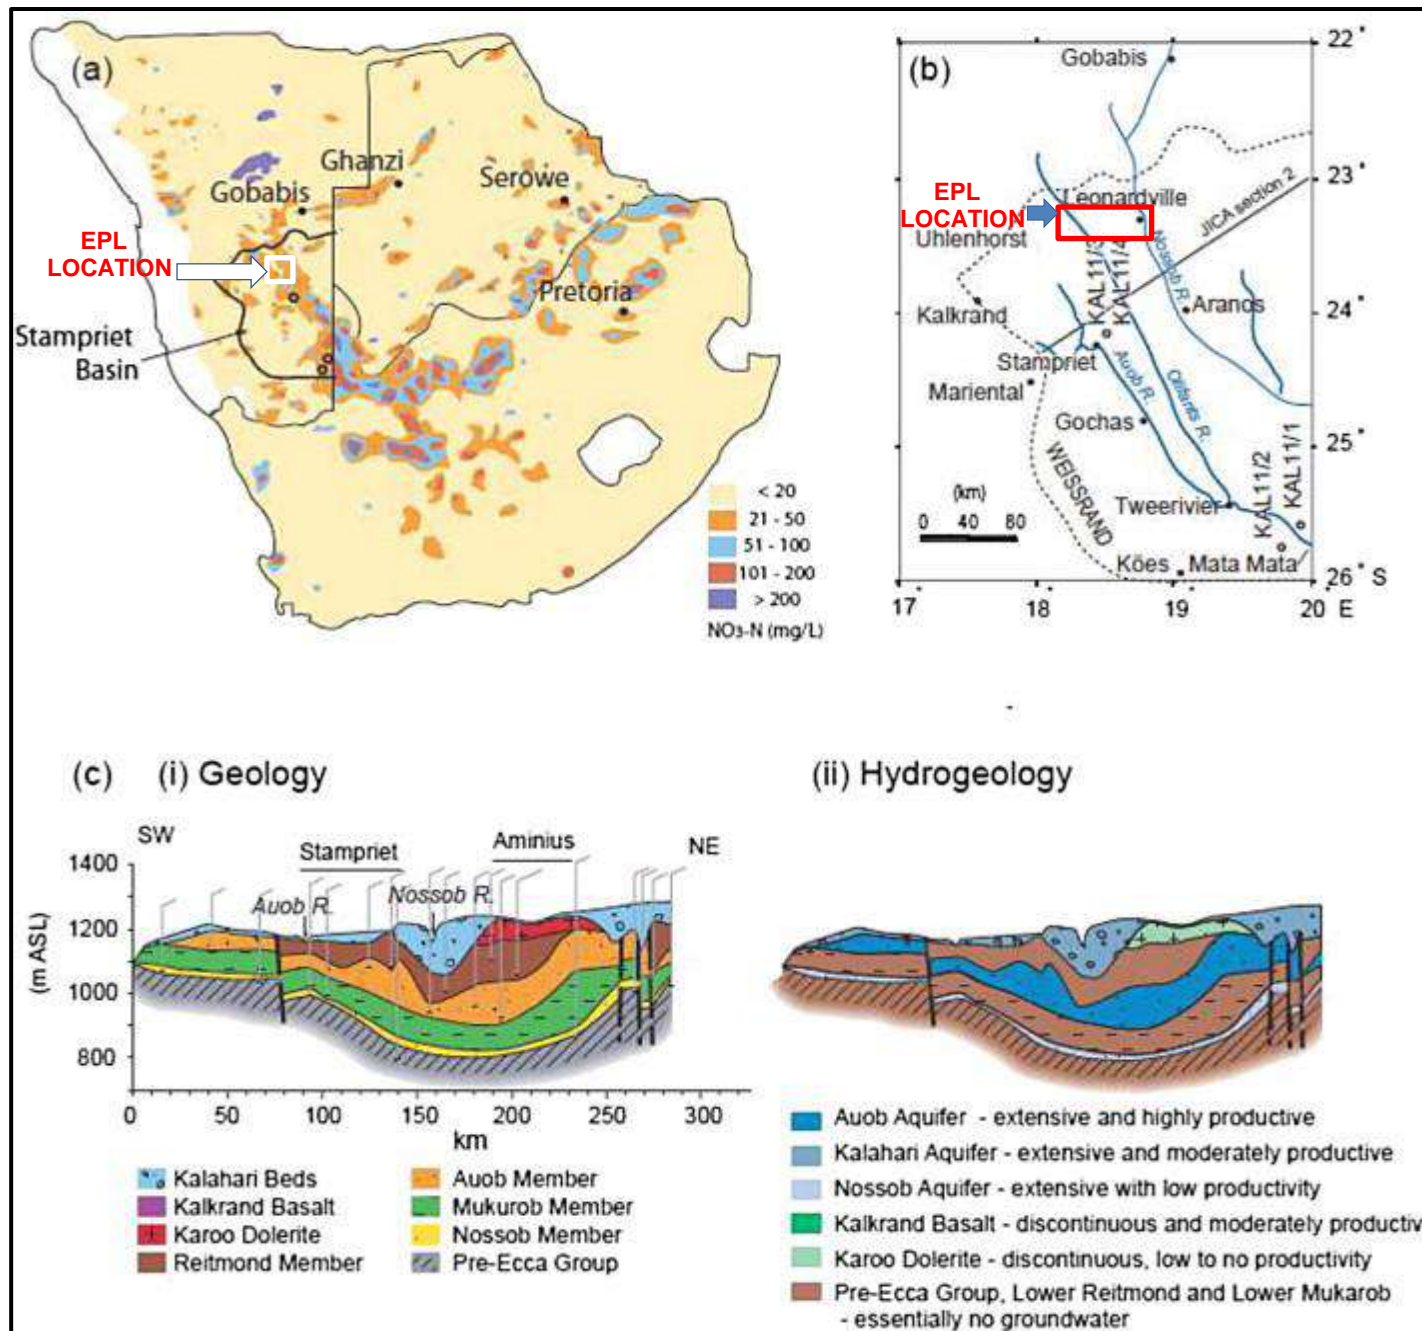 (a)
Ghanzi
Serowe
Gobabis
EPL
LOCATION
Pretoria
Stampriet
Basin
< 20
21 - 50
51 - 100
101 - 200
> 200
NO3-N (mg/L)
(b)
Gobabis
22°
23°
EPL
LOCATION
Leonardville
JICA section 2
Uhlenhorst
KAL11/3
KAL11/4
Nossob R.
Kalkrand
Aranos
24°
Stampriet
Auob R.
Olifants R.
Mariental
Gochas
25°
WEISSRAND
KAL11/2
KAL11/1
(km)
0 40 80
Tweerivier
Köes
Mata Mata
26° S
17 18 19 20 E
(c) (i) Geology
SW
Stampriet
Aminius
NE
Auob R.
Nossob R.
1400
1200
1000
800
(m ASL)
0 50 100 150 200 250 300
km
Kalahari Beds
Kalkrand Basalt
Karoo Dolerite
Reitmond Member
Auob Member
Mukurob Member
Nossob Member
Pre-Ecca Group
(ii) Hydrogeology
Auob Aquifer - extensive and highly productive
Kalahari Aquifer - extensive and moderately productive
Nossob Aquifer - extensive with low productivity
Kalkrand Basalt - discontinuous and moderately productiv
Karoo Dolerite - discontinuous, low to no productivity
Pre-Ecca Group, Lower Reitmond and Lower Mukarob
- essentially no groundwater